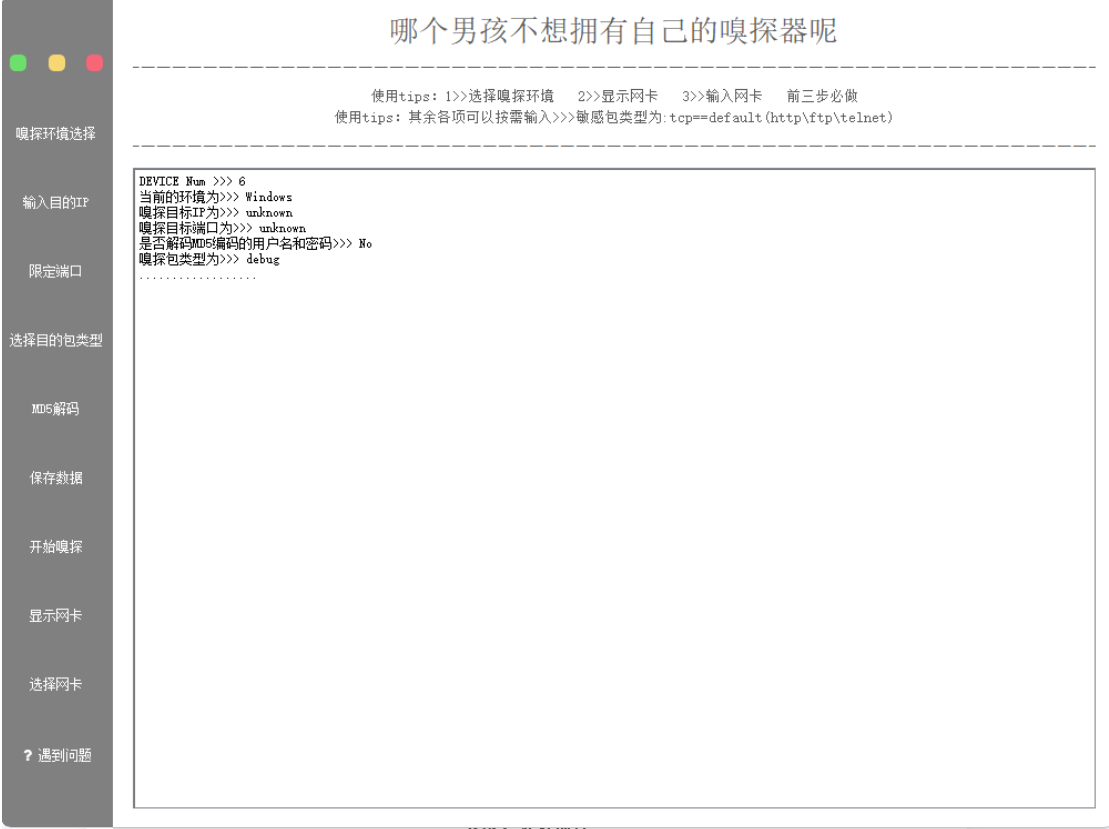 哪个男孩不想拥有自己的嗅探器呢
使用tips: 1>>选择嗅探环境 2>>显示网卡 3>>输入网卡 前三步必做
使用tips: 其余各项可以按需输入>>>敏感包类型为:tcp==default(http\ftp\telnet)
嗅探环境选择
输入目的IP
限定端口
选择目的包类型
MD5解码
保存数据
开始嗅探
显示网卡
选择网卡
? 遇到问题
DEVICE Num >>> 6
当前的环境为>>> Windows
嗅探目标IP为>>> unknown
嗅探目标端口为>>> unknown
是否解码MD5编码的用户名和密码>>> No
嗅探包类型为>>> debug
..................